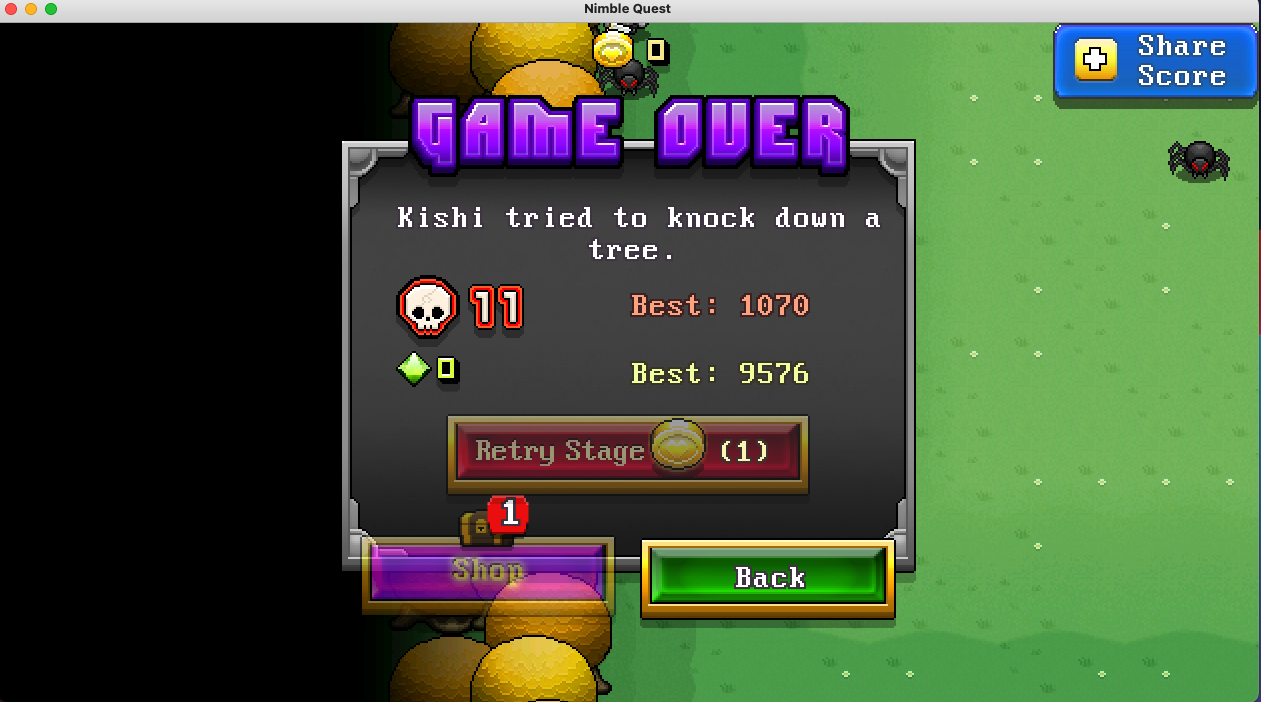 Nimble Quest
0
Share
Score
GAME OVER
Kishi tried to knock down a
tree.
11
Best: 1070
0
Best: 9576
Retry Stage (1)
1
Shop
Back